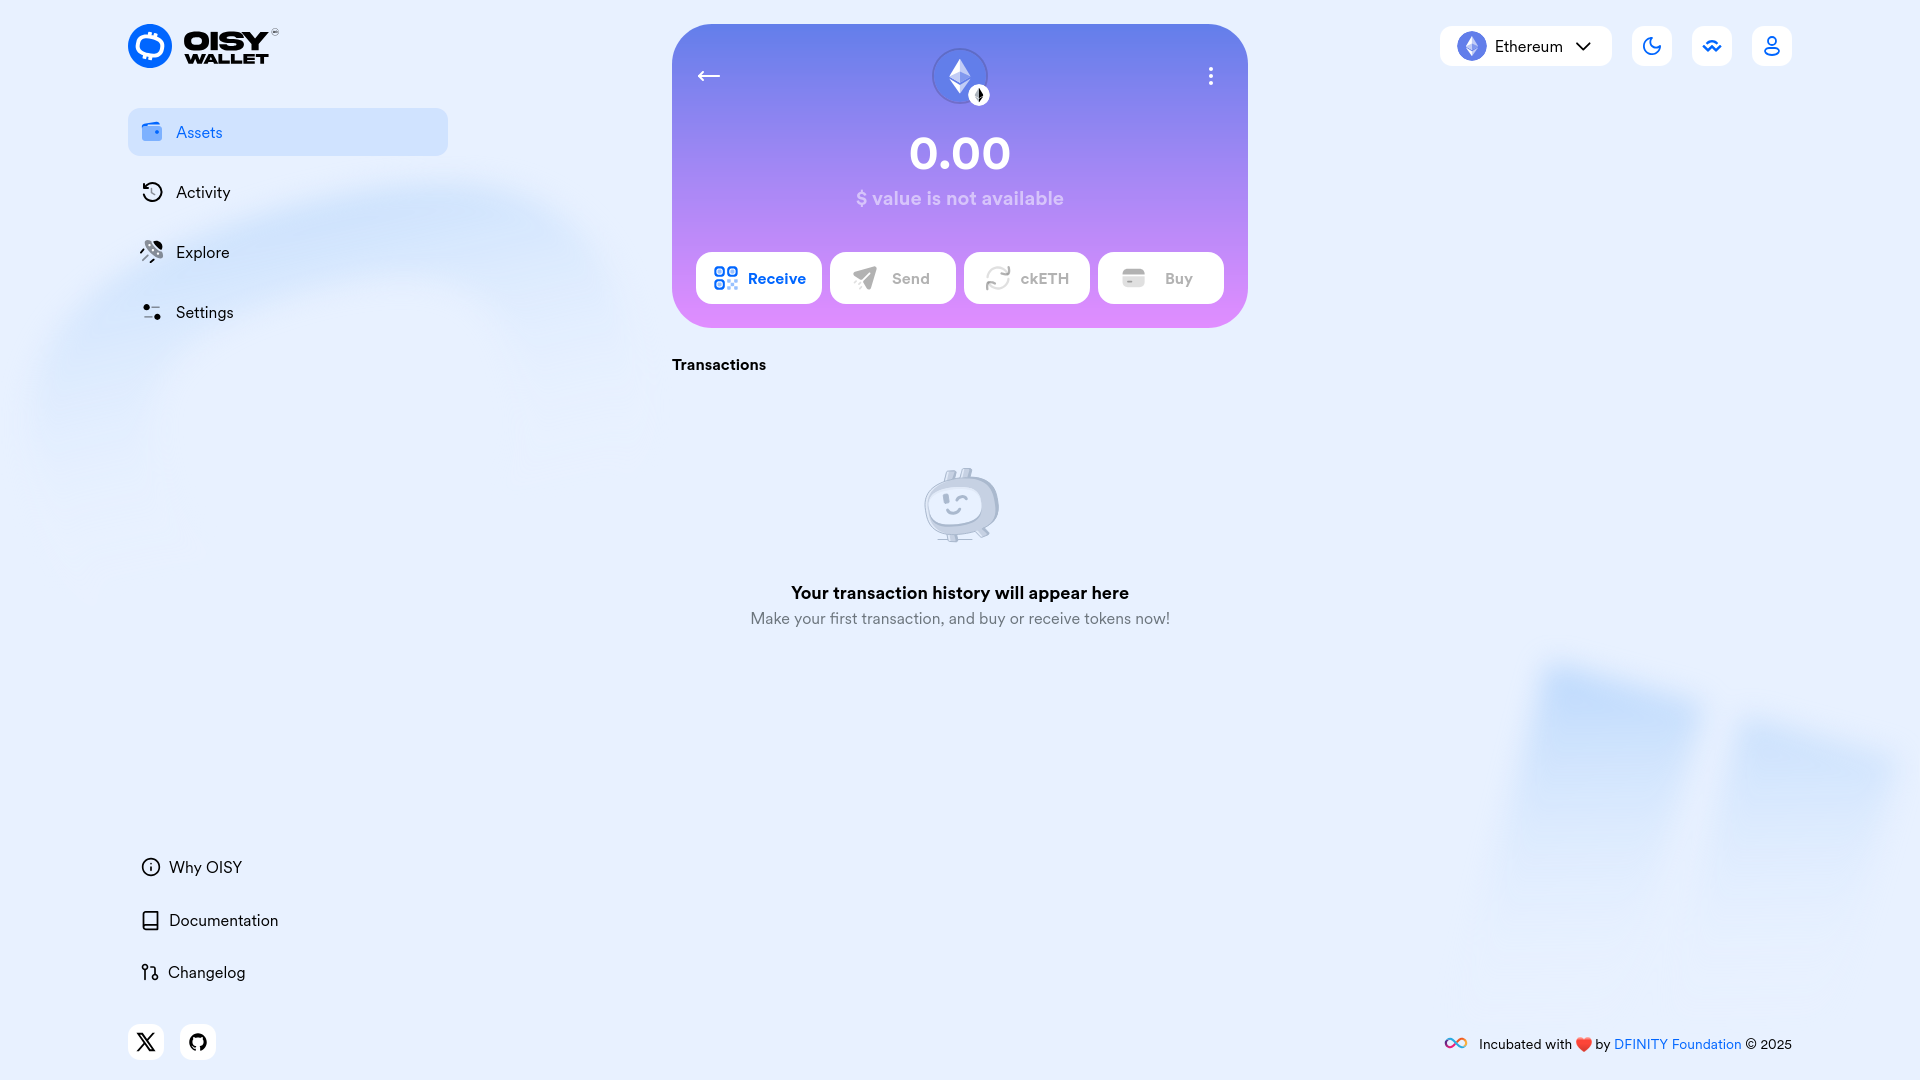 OISY
WALLET
Ethereum
Assets
Activity
Explore
Settings
0.00
$ value is not available
Receive
Send
ckETH
Buy
Transactions
Your transaction history will appear here
Make your first transaction, and buy or receive tokens now!
Why OISY
Documentation
Changelog
Incubated with ❤️ by DFINITY Foundation © 2025